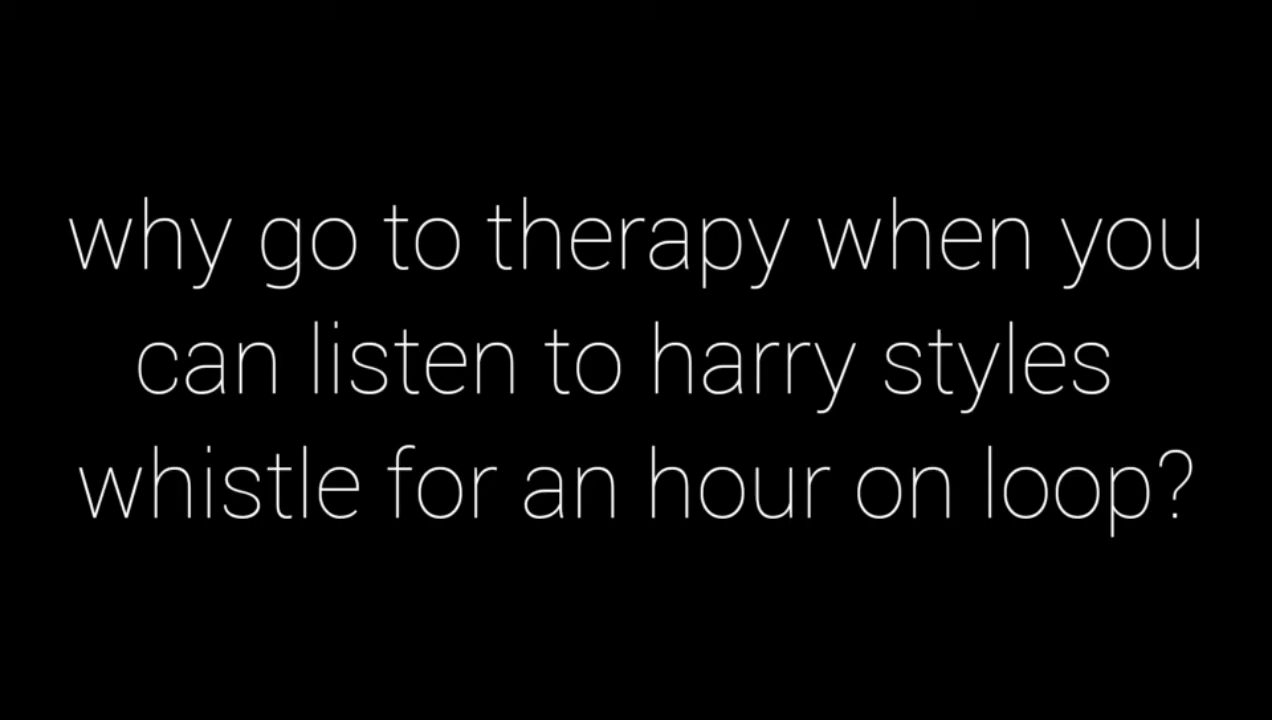 why go to therapy when you
can listen to harry styles
whistle for an hour on loop?